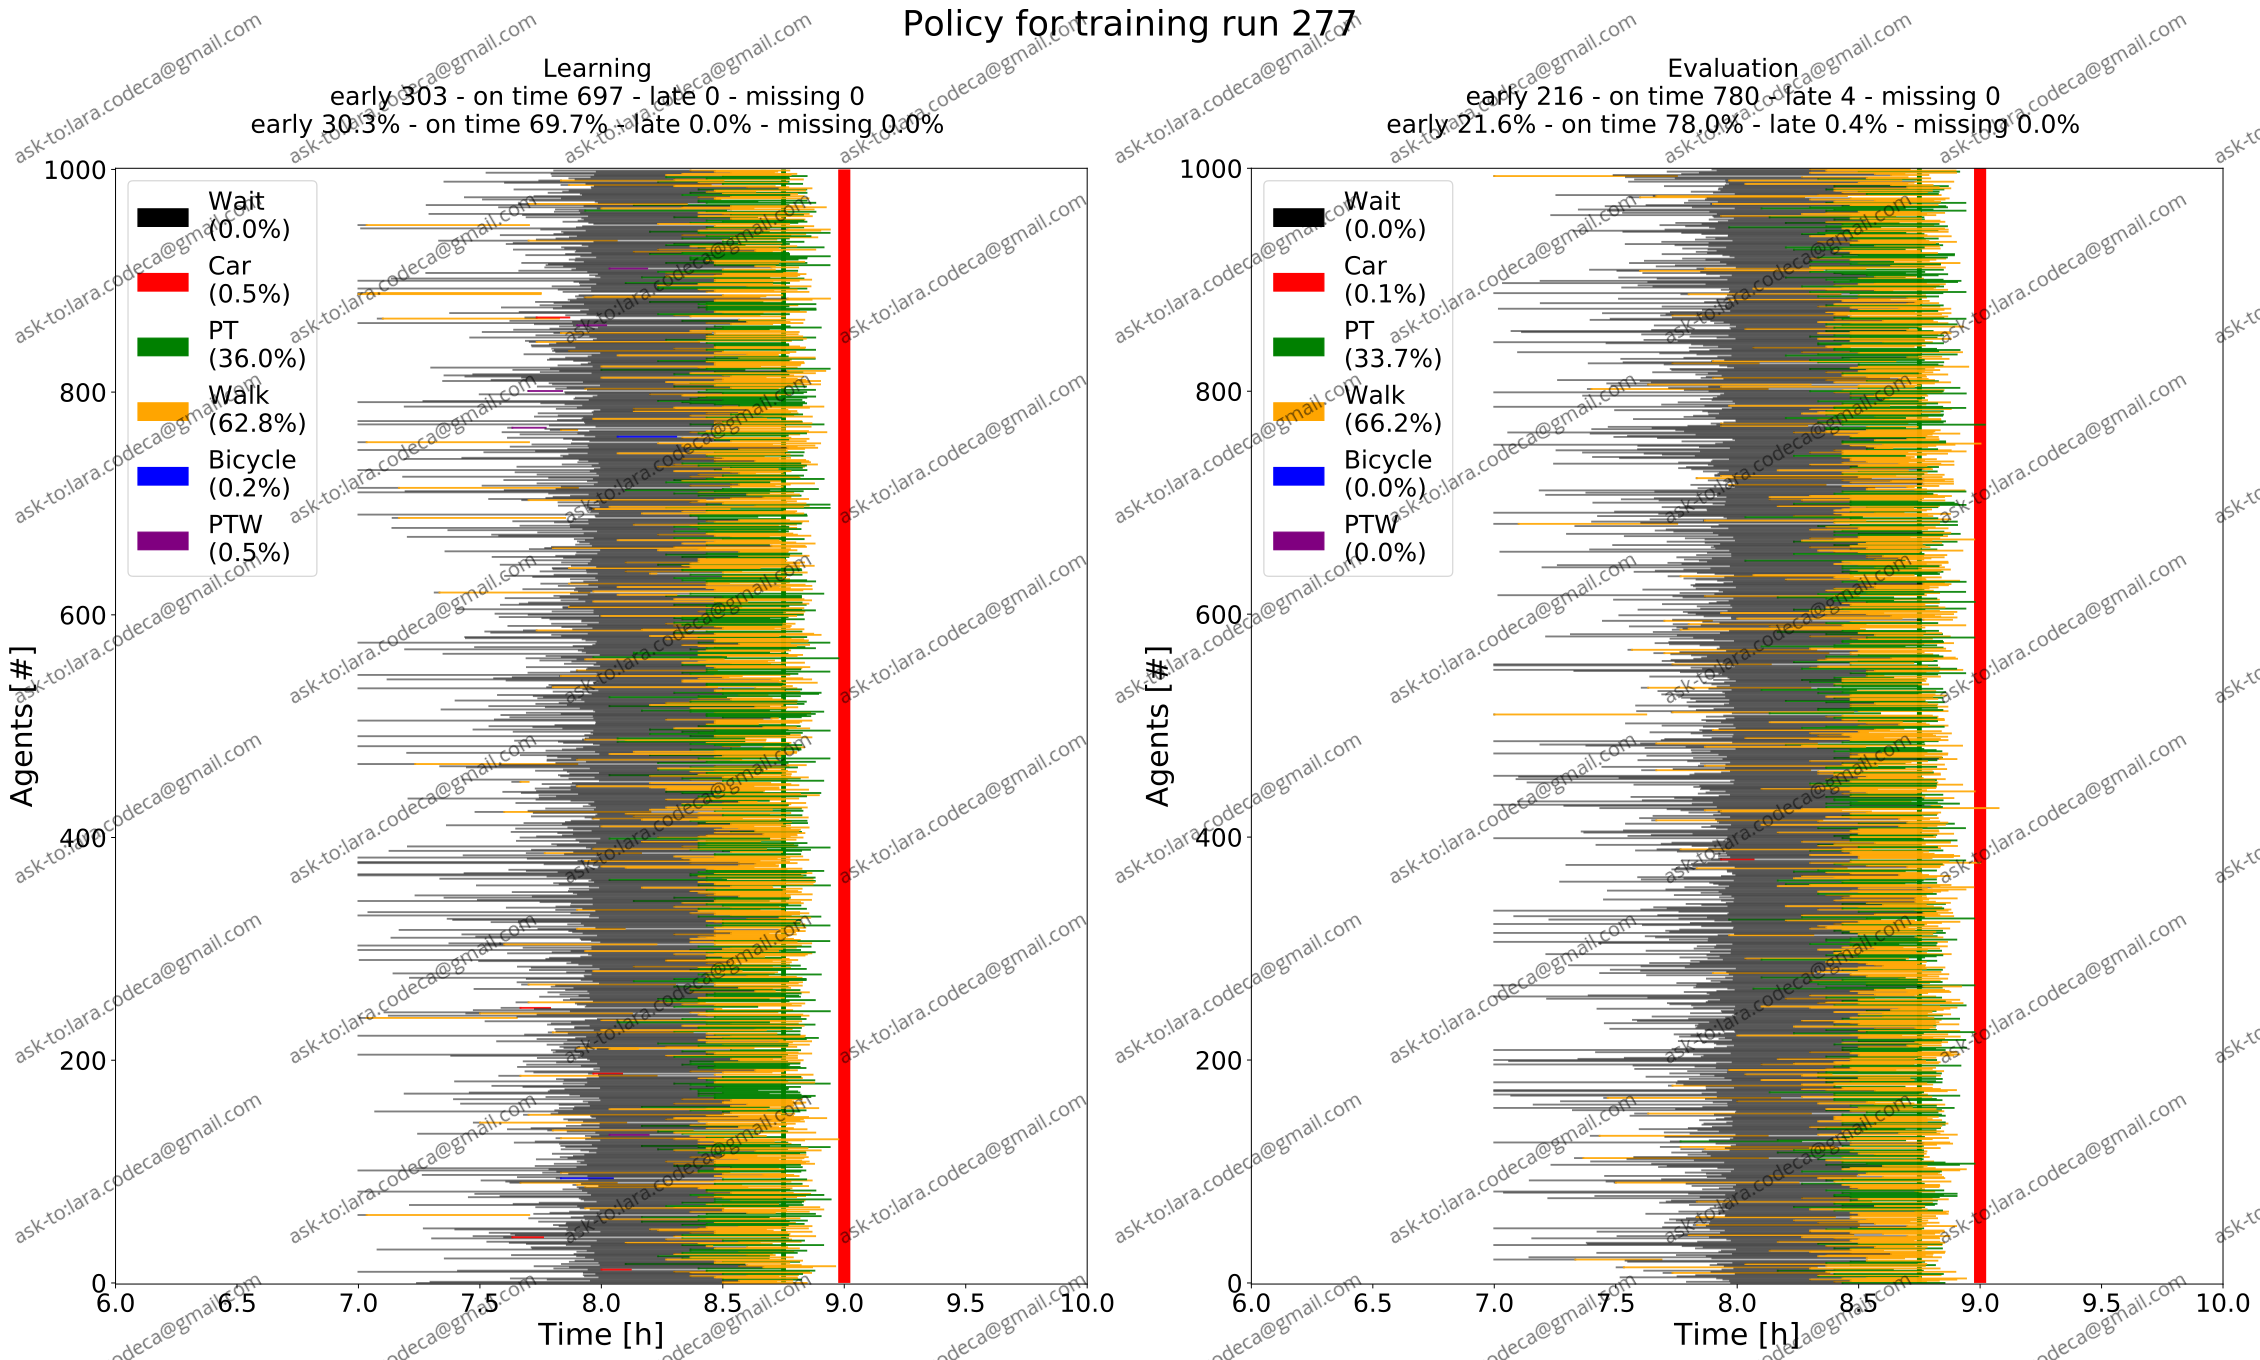 Policy for training run 277
Learning
early 303 - on time 697 - late 0 - missing 0
early 30.3% - on time 69.7% - late 0.0% - missing 0.0%
Wait
(0.0%)
Car
(0.5%)
PT
(36.0%)
Walk
(62.8%)
Bicycle
(0.2%)
PTW
(0.5%)
1000
800
600
400
200
0
Agents [#]
6.0 6.5 7.0 7.5 8.0 8.5 9.0 9.5 10.0
Time [h]
Evaluation
early 216 - on time 780 - late 4 - missing 0
early 21.6% - on time 78.0% - late 0.4% - missing 0.0%
Wait
(0.0%)
Car
(0.1%)
PT
(33.7%)
Walk
(66.2%)
Bicycle
(0.0%)
PTW
(0.0%)
1000
800
600
400
200
0
Agents [#]
6.0 6.5 7.0 7.5 8.0 8.5 9.0 9.5 10.0
Time [h]
ask-to:lara.codeca@gmail.com